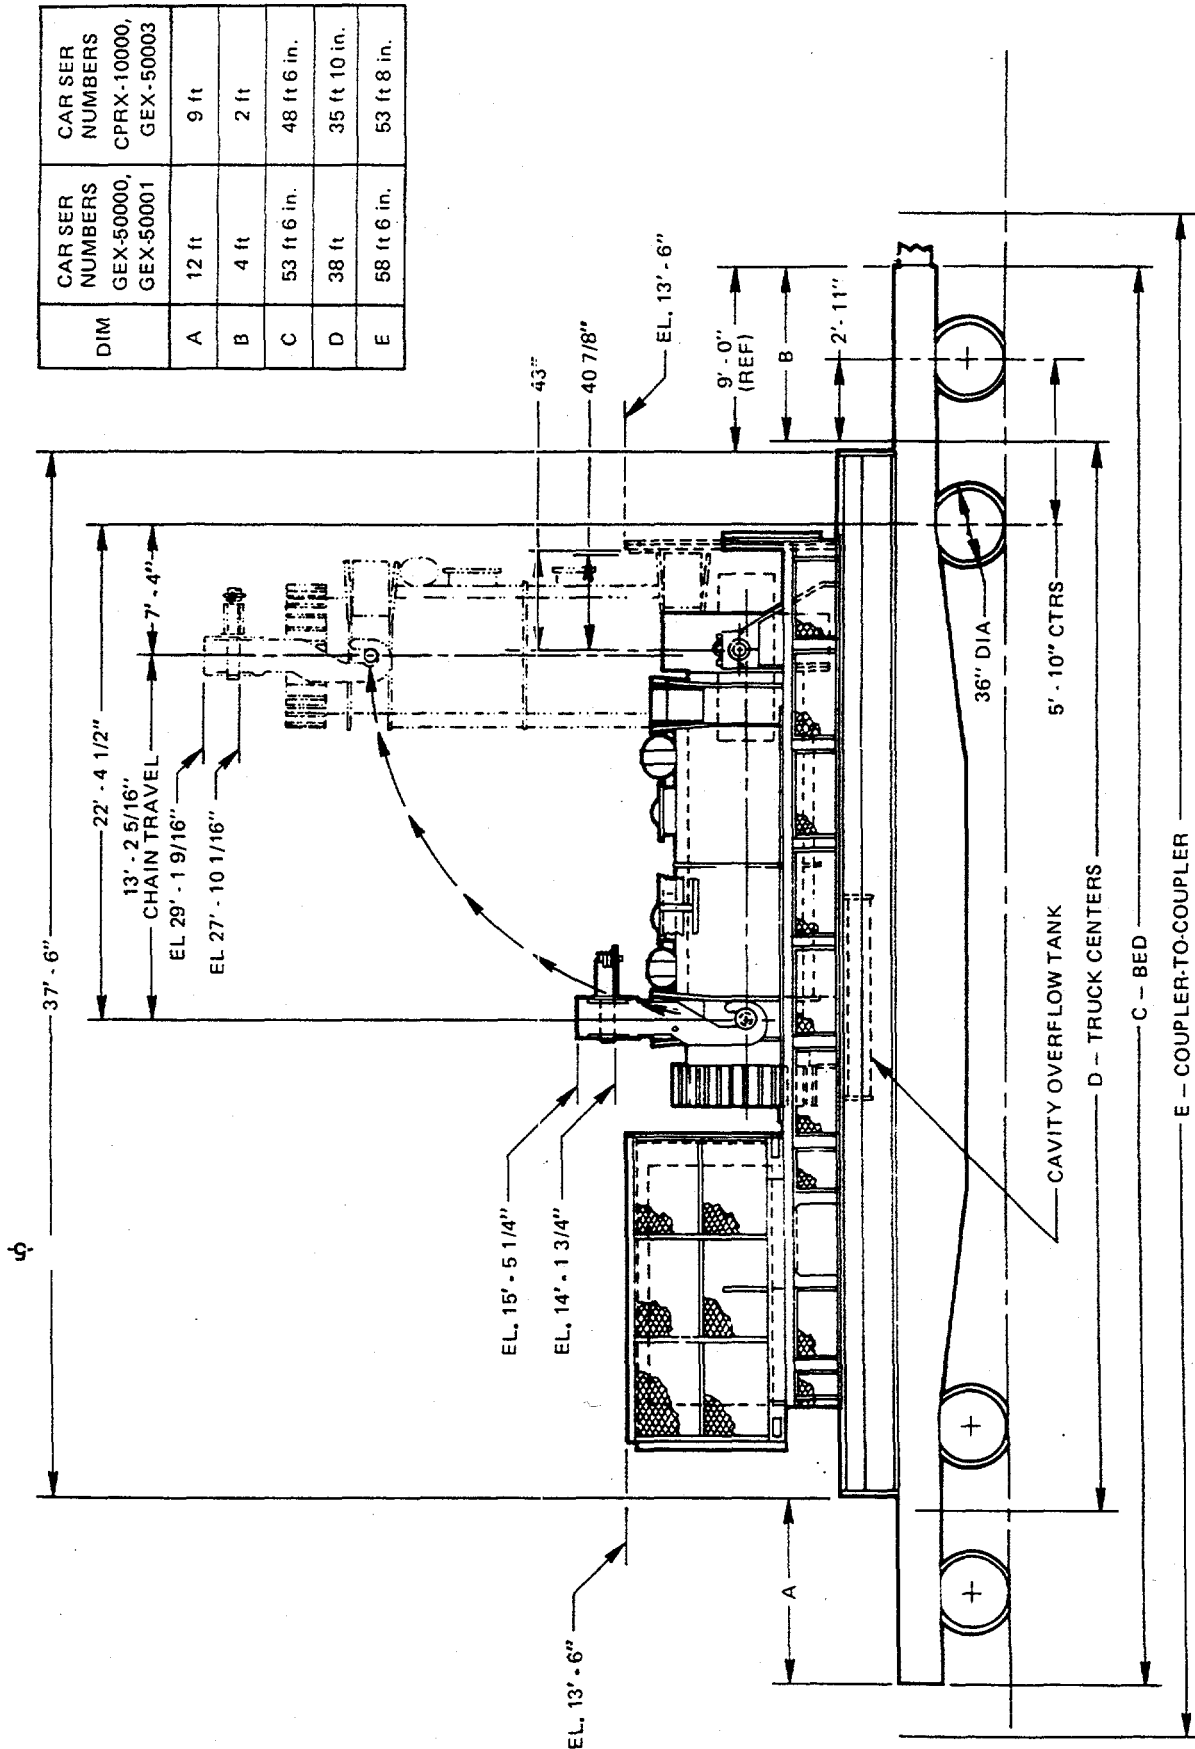 -5-
DIM
CAR SER
NUMBERS
GEX-50000,
GEX-50001
CAR SER
NUMBERS
CPRX-10000,
GEX-50003
A 12 ft 9 ft
B 4 ft 2 ft
C 53 ft 6 in. 48 ft 6 in.
D 38 ft 35 ft 10 in.
E 58 ft 6 in. 53 ft 8 in.
37' - 6"
22' - 4 1/2"
13' - 2 5/16"
CHAIN TRAVEL
7' - 4"
EL 29' - 1 9/16"
EL 27' - 10 1/16"
43"
40 7/8"
EL. 13' - 6"
EL. 15' - 5 1/4"
EL. 14' - 1 3/4"
EL. 13' - 6"
9' - 0"
(REF)
A
B
2' - 11"
36" DIA
5' - 10" CTRS
CAVITY OVERFLOW TANK
D – TRUCK CENTERS
C – BED
E – COUPLER-TO-COUPLER